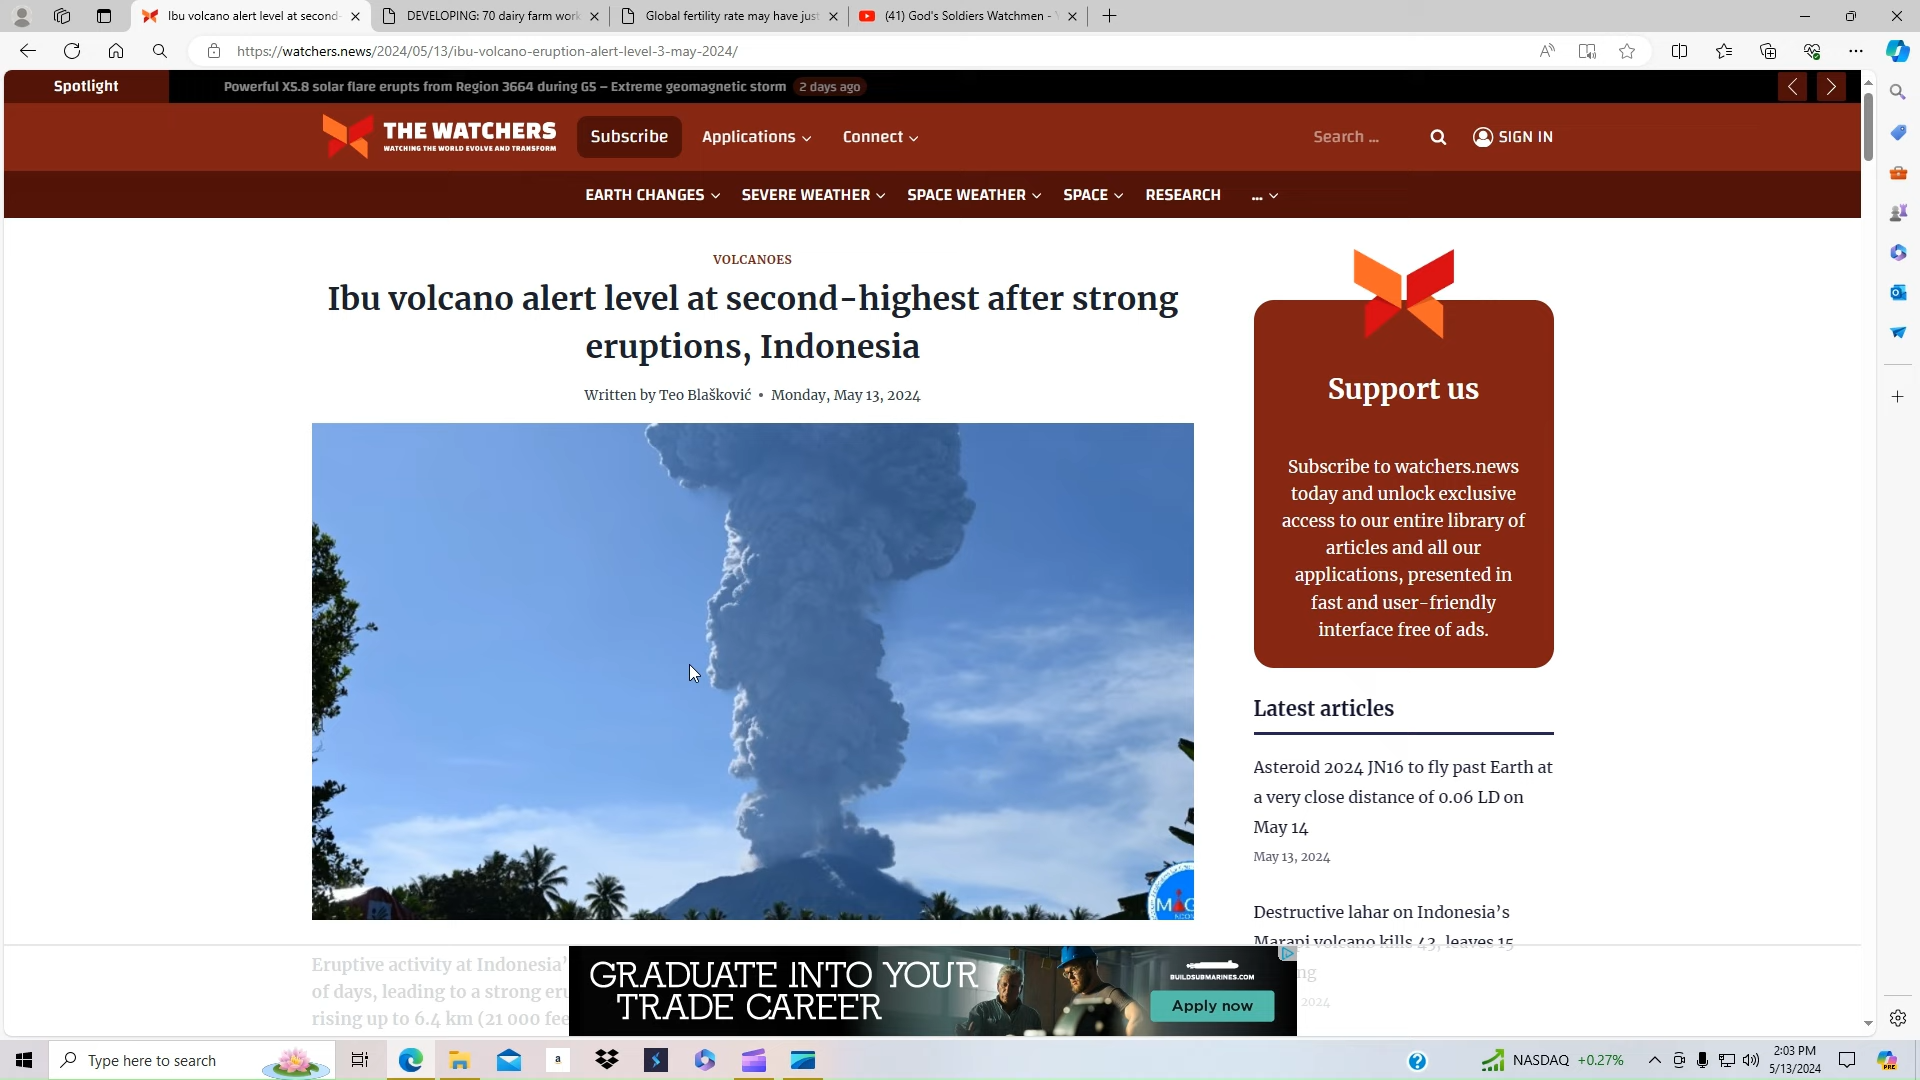 Ibu volcano alert level at second-
DEVELOPING: 70 dairy farm work
Global fertility rate may have just
(41) God's Soldiers Watchmen -
https://watchers.news/2024/05/13/ibu-volcano-eruption-alert-level-3-may-2024/
Spotlight
Powerful X5.8 solar flare erupts from Region 3664 during G5 – Extreme geomagnetic storm 2 days ago
THE WATCHERS
WATCHING THE WORLD EVOLVE AND TRANSFORM
Subscribe
Applications
Connect
Search ...
SIGN IN
EARTH CHANGES
SEVERE WEATHER
SPACE WEATHER
SPACE
RESEARCH
...
VOLCANOES
Ibu volcano alert level at second-highest after strong
eruptions, Indonesia
Written by Teo Blašković • Monday, May 13, 2024
Support us
Subscribe to watchers.news
today and unlock exclusive
access to our entire library of
articles and all our
applications, presented in
fast and user-friendly
interface free of ads.
Latest articles
Asteroid 2024 JN16 to fly past Earth at
a very close distance of 0.06 LD on
May 14
May 13, 2024
Destructive lahar on Indonesia's
Marapi volcano kills 43, leaves 15
ng
2024
Eruptive activity at Indonesia'
of days, leading to a strong eru
rising up to 6.4 km (21 000 fee
GRADUATE INTO YOUR
TRADE CAREER
BUILDSUBMARINES.COM
Apply now
Type here to search
NASDAQ +0.27%
2:03 PM
5/13/2024